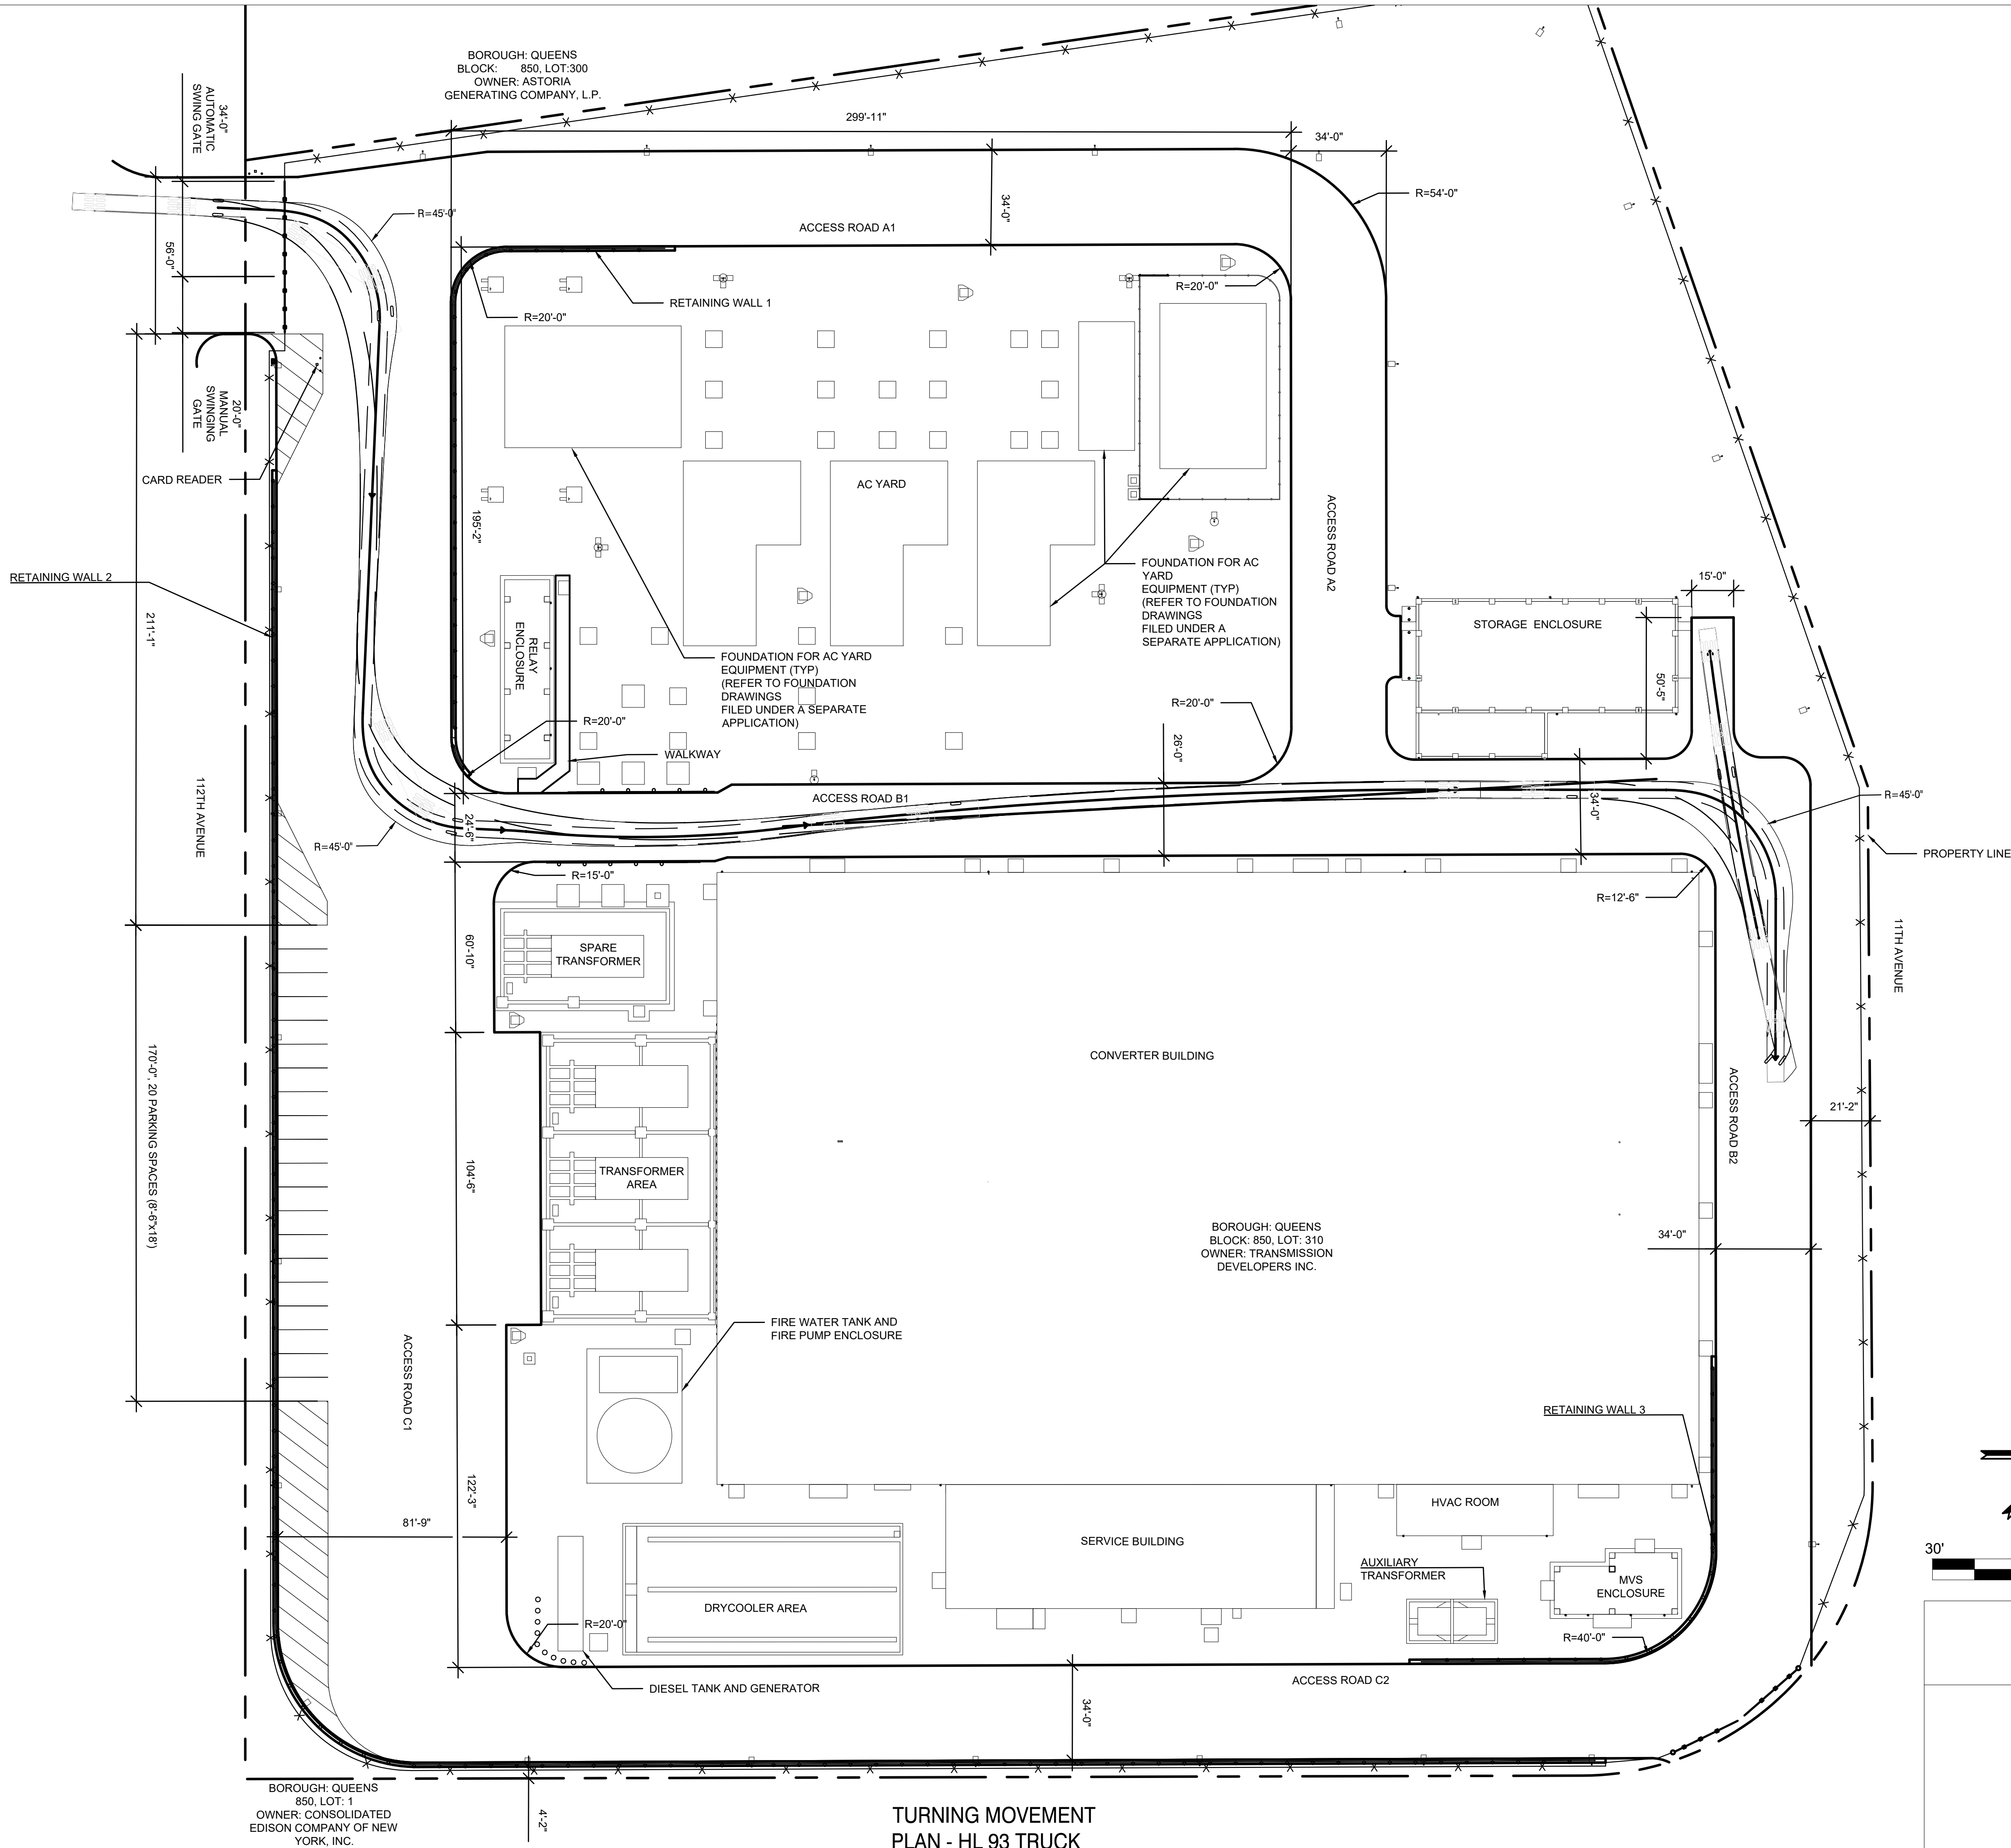 BOROUGH: QUEENS
BLOCK: 850, LOT:300
OWNER: ASTORIA
GENERATING COMPANY, L.P.
34'-0"
AUTOMATIC
SWING GATE
299'-11"
34'-0"
R=54'-0"
R=45'-0"
34'-0"
ACCESS ROAD A1
56'-0"
R=20'-0"
RETAINING WALL 1
R=20'-0"
20'-0"
MANUAL
SWINGING
GATE
CARD READER
AC YARD
195'-2"
ACCESS ROAD A2
RETAINING WALL 2
FOUNDATION FOR AC
YARD
EQUIPMENT (TYP)
(REFER TO FOUNDATION
DRAWINGS
FILED UNDER A
SEPARATE APPLICATION)
15'-0"
STORAGE ENCLOSURE
211'-1"
RELAY
ENCLOSURE
FOUNDATION FOR AC YARD
EQUIPMENT (TYP)
(REFER TO FOUNDATION
DRAWINGS
FILED UNDER A SEPARATE
APPLICATION)
50'-5"
R=20'-0"
R=20'-0"
WALKWAY
26'-0"
112TH AVENUE
ACCESS ROAD B1
34'-0"
R=45'-0"
24'-6"
R=45'-0"
PROPERTY LINE
R=15'-0"
R=12'-6"
11TH AVENUE
60'-10"
SPARE
TRANSFORMER
CONVERTER BUILDING
170'-0", 20 PARKING SPACES (8'-6"x18')
ACCESS ROAD B2
21'-2"
104'-6"
TRANSFORMER
AREA
BOROUGH: QUEENS
BLOCK: 850, LOT: 310
OWNER: TRANSMISSION
DEVELOPERS INC.
34'-0"
FIRE WATER TANK AND
FIRE PUMP ENCLOSURE
ACCESS ROAD C1
RETAINING WALL 3
122'-3"
HVAC ROOM
81'-9"
SERVICE BUILDING
30'
AUXILIARY
TRANSFORMER
MVS
ENCLOSURE
DRYCOOLER AREA
R=20'-0"
R=40'-0"
ACCESS ROAD C2
DIESEL TANK AND GENERATOR
34'-0"
BOROUGH: QUEENS
850, LOT: 1
OWNER: CONSOLIDATED
EDISON COMPANY OF NEW
YORK, INC.
4'-2"
TURNING MOVEMENT
PLAN - HL 93 TRUCK